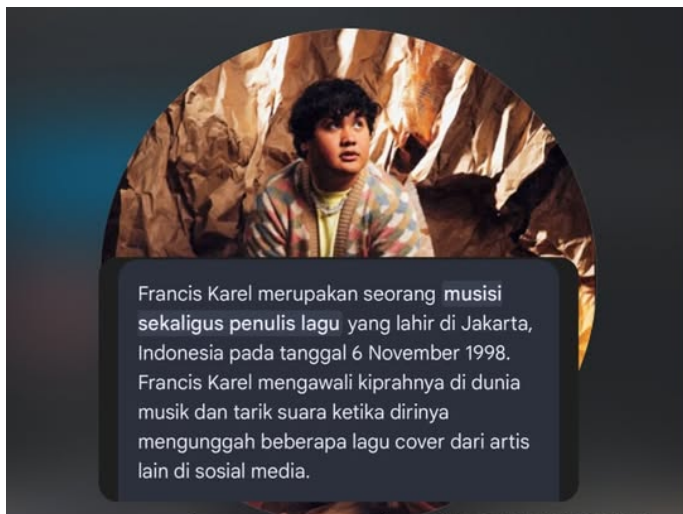 Francis Karel merupakan seorang musisi
sekaligus penulis lagu yang lahir di Jakarta,
Indonesia pada tanggal 6 November 1998.
Francis Karel mengawali kiprahnya di dunia
musik dan tarik suara ketika dirinya
mengunggah beberapa lagu cover dari artis
lain di sosial media.